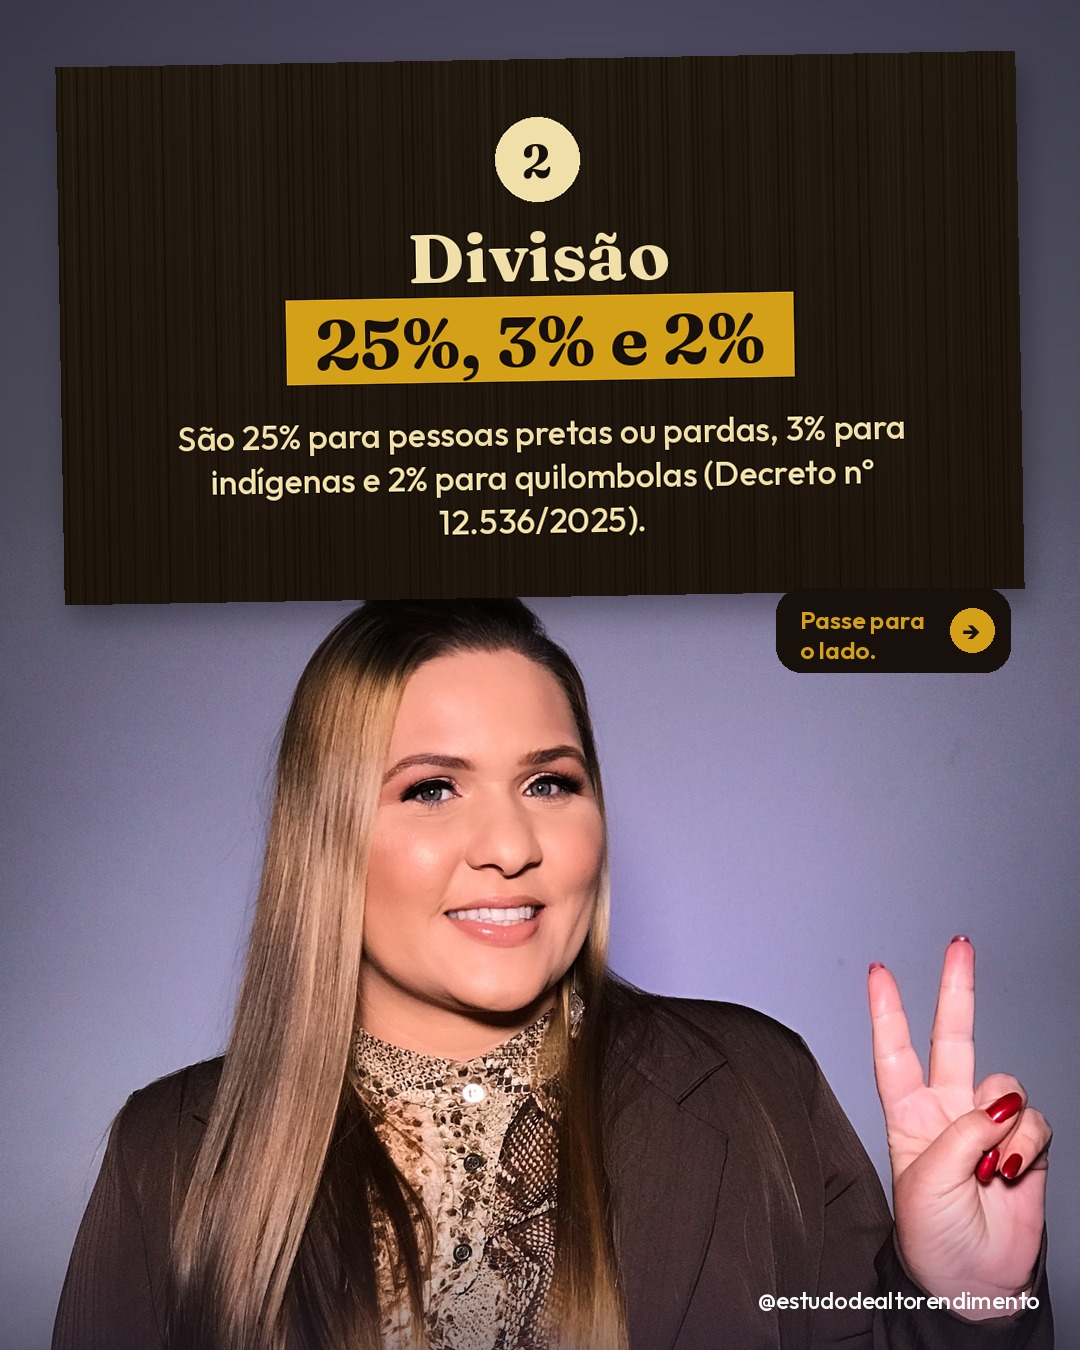 2
Divisão
25%, 3% e 2%
São 25% para pessoas pretas ou pardas, 3% para
indígenas e 2% para quilombolas (Decreto nº
12.536/2025).
Passe para
o lado.
@estudodealtorendimento